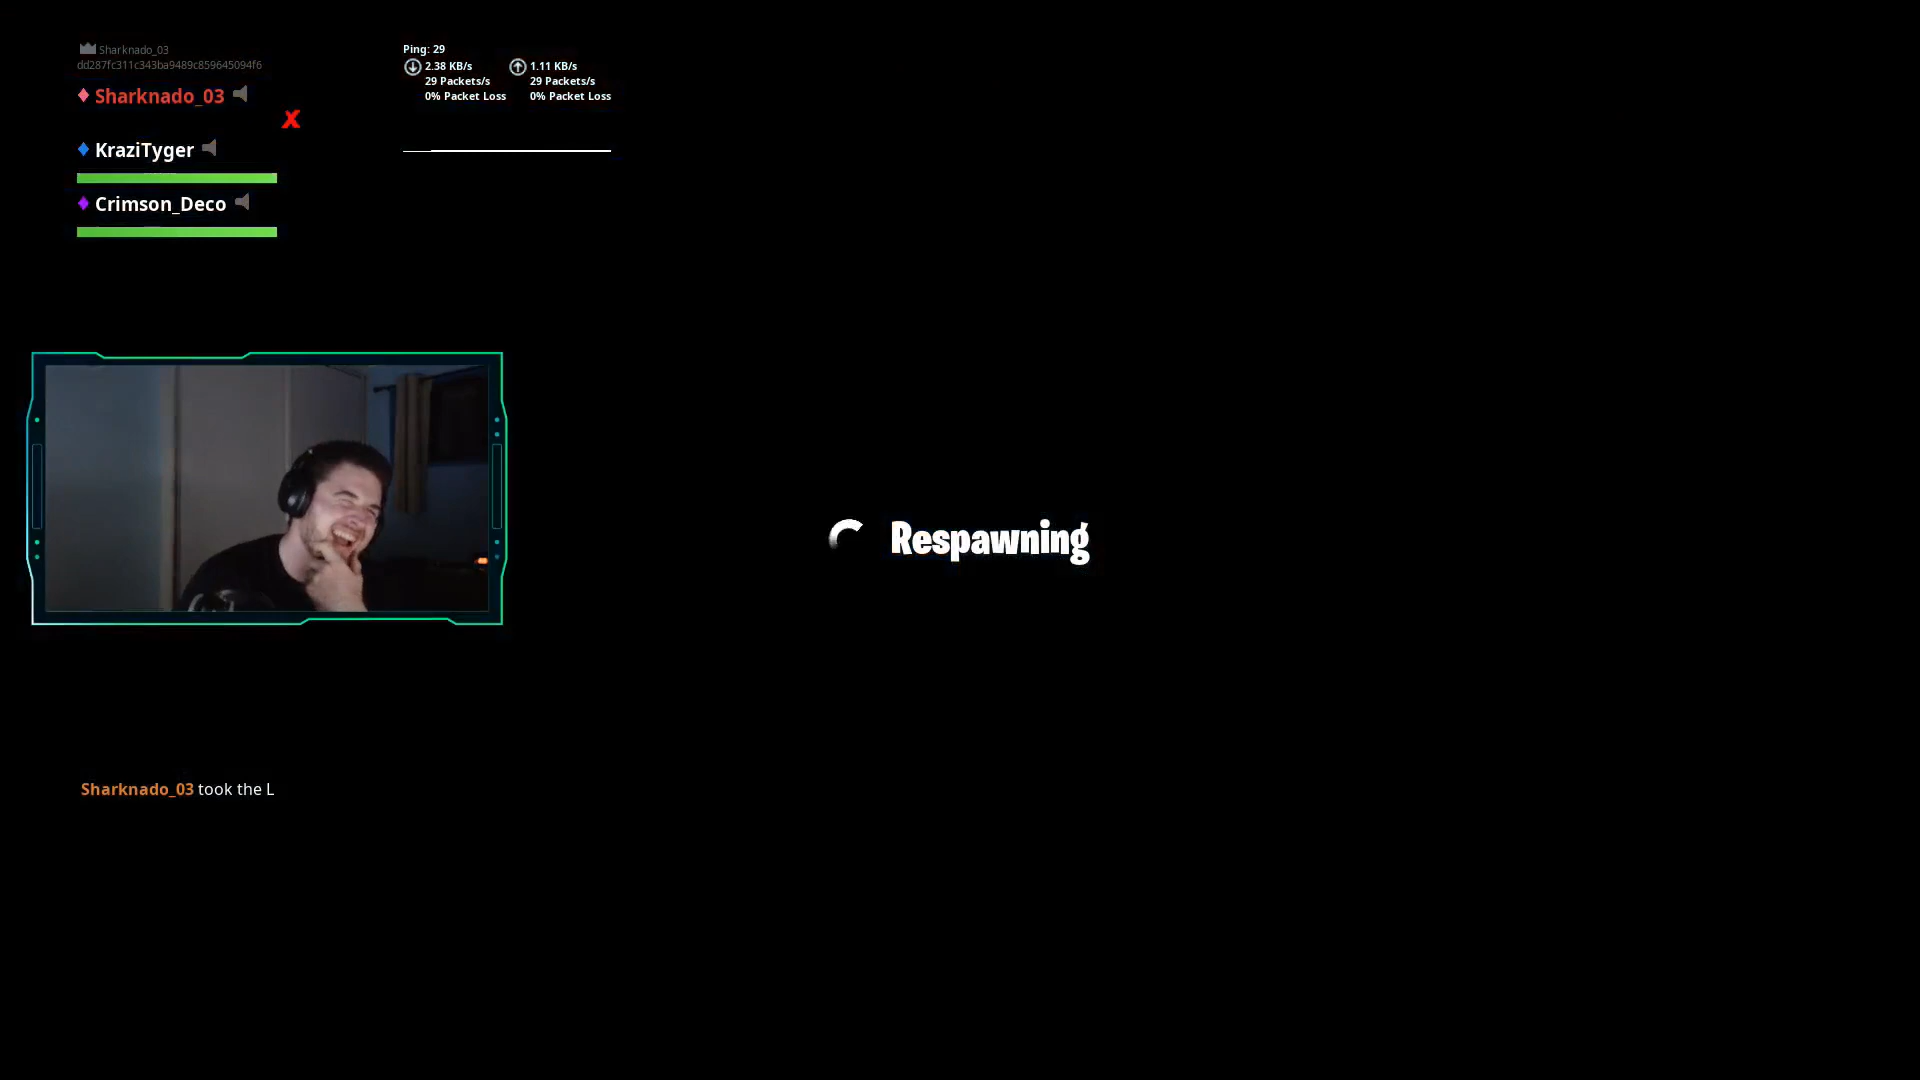 Sharknado_03
dd287fc311c343ba9489c859645094f6
Sharknado_03
X
KraziTyger
Crimson_Deco
Ping: 29
2.38 KB/s
29 Packets/s
0% Packet Loss
1.11 KB/s
29 Packets/s
0% Packet Loss
Respawning
Sharknado_03 took the L